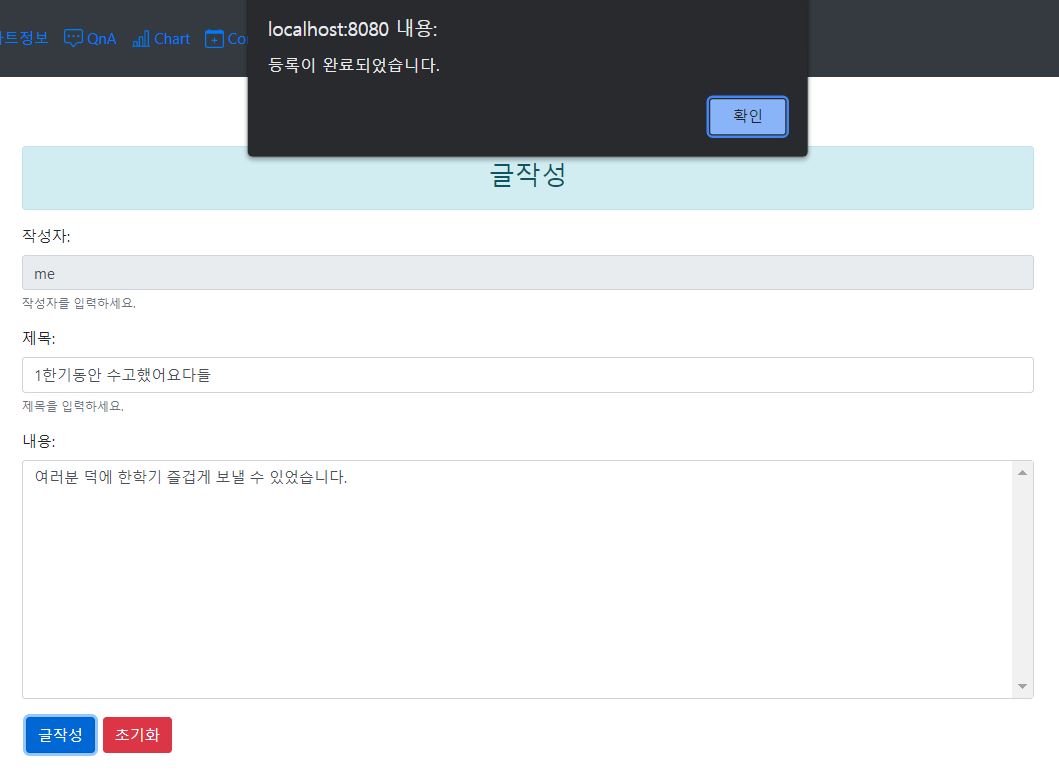 localhost:8080 내용:
등록이 완료되었습니다.
확인
트정보 QnA Chart
글작성
작성자:
me
작성자를 입력하세요.
제목:
1한기동안 수고했어요다들
제목을 입력하세요.
내용:
여러분 덕에 한학기 즐겁게 보낼 수 있었습니다.
글작성 초기화